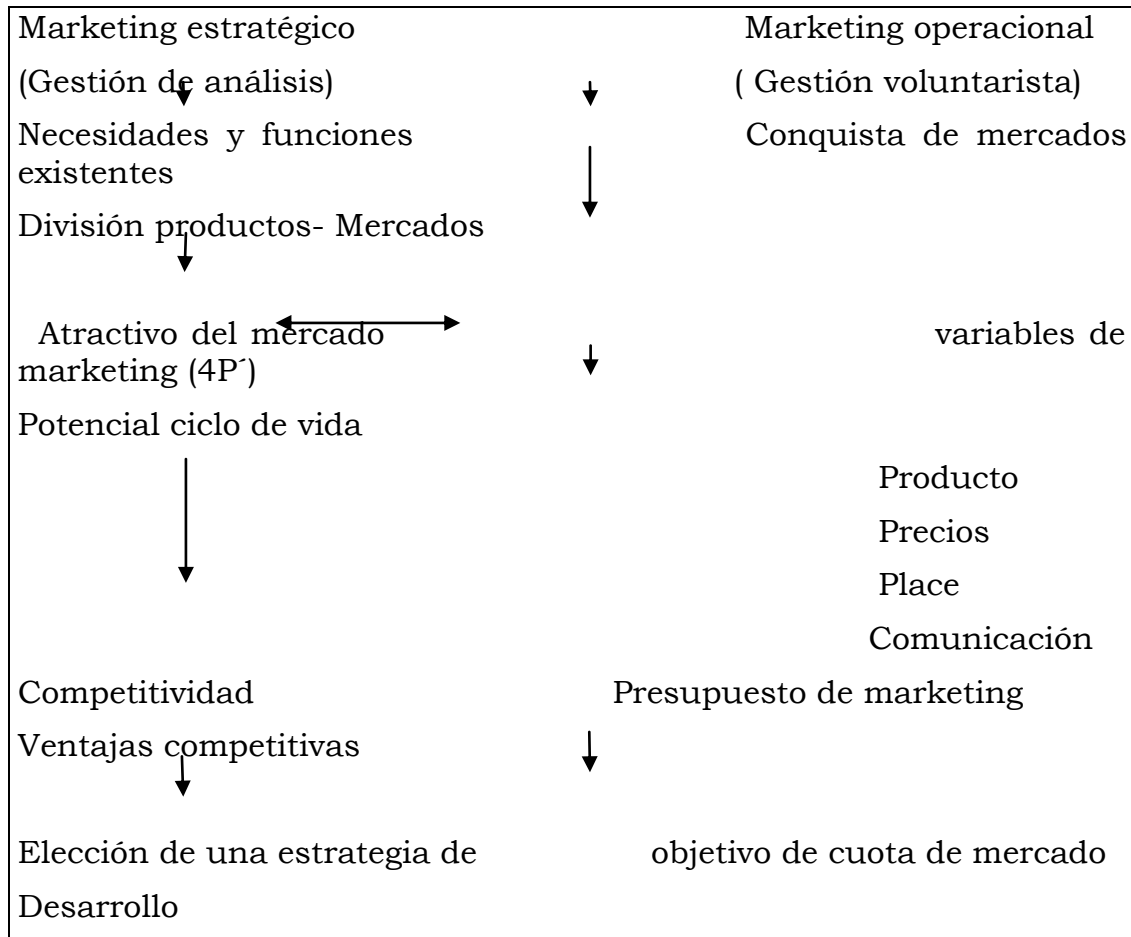 Marketing estratégico Marketing operacional
(Gestión de análisis) ( Gestión voluntarista)
Necesidades y funciones Conquista de mercados
existentes
División productos- Mercados
Atractivo del mercado variables de
marketing (4P´)
Potencial ciclo de vida
Producto
Precios
Place
Comunicación
Competitividad Presupuesto de marketing
Ventajas competitivas
Elección de una estrategia de objetivo de cuota de mercado
Desarrollo